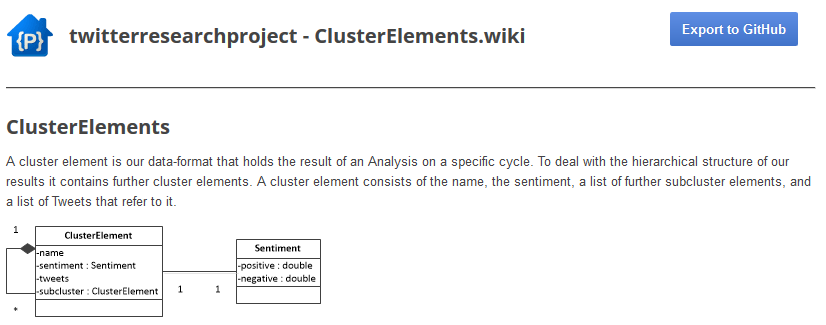 {P}
twitterresearchproject - ClusterElements.wiki
Export to GitHub
ClusterElements
A cluster element is our data-format that holds the result of an Analysis on a specific cycle. To deal with the hierarchical structure of our
results it contains further cluster elements. A cluster element consists of the name, the sentiment, a list of further subcluster elements, and
a list of Tweets that refer to it.
1
ClusterElement
-name
-sentiment : Sentiment
-tweets
-subcluster : ClusterElement
*
1
1
Sentiment
-positive : double
-negative : double